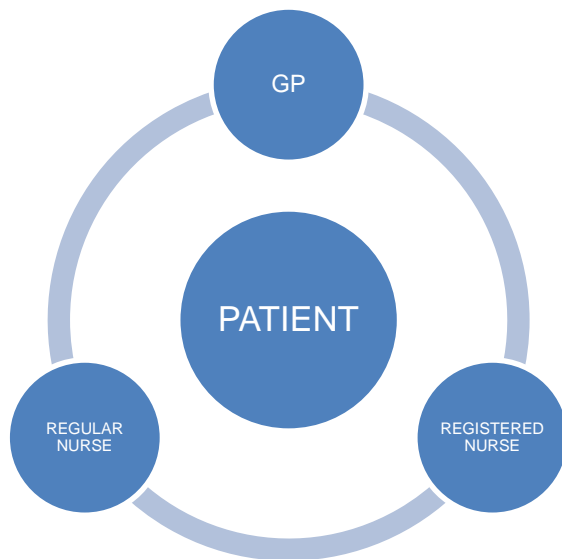 GP
PATIENT
REGULAR
NURSE
REGISTERED
NURSE